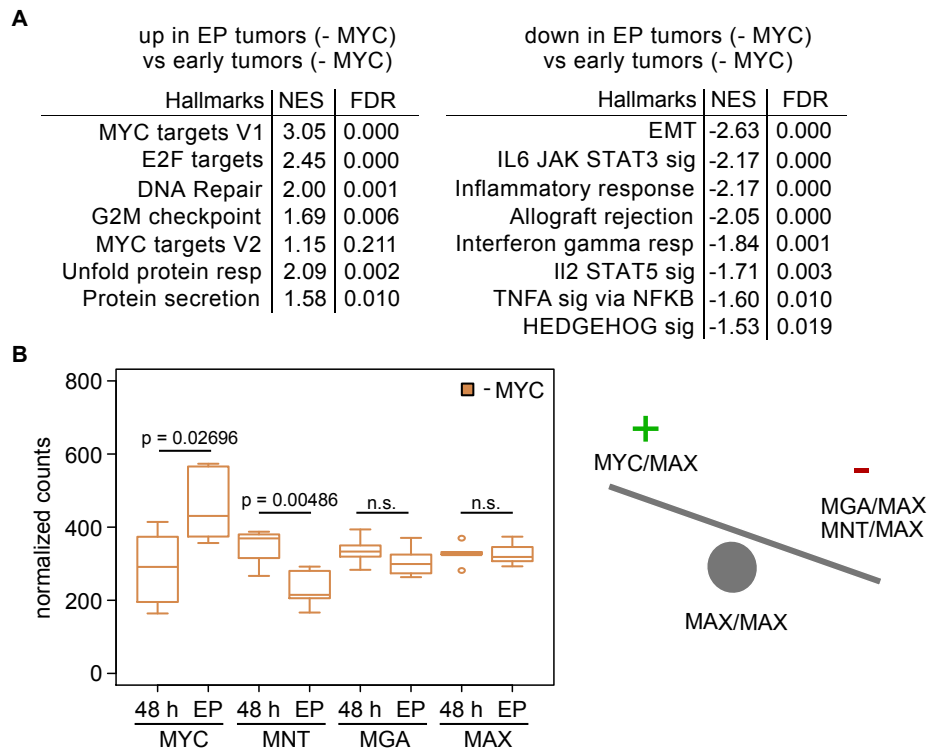 A
up in EP tumors (- MYC)
vs early tumors (- MYC)
Hallmarks NES FDR
MYC targets V1 3.05 0.000
E2F targets 2.45 0.000
DNA Repair 2.00 0.001
G2M checkpoint 1.69 0.006
MYC targets V2 1.15 0.211
Unfold protein resp 2.09 0.002
Protein secretion 1.58 0.010
down in EP tumors (- MYC)
vs early tumors (- MYC)
Hallmarks NES FDR
EMT -2.63 0.000
IL6 JAK STAT3 sig -2.17 0.000
Inflammatory response -2.17 0.000
Allograft rejection -2.05 0.000
Interferon gamma resp -1.84 0.001
Il2 STAT5 sig -1.71 0.003
TNFA sig via NFKB -1.60 0.010
HEDGEHOG sig -1.53 0.019
B
normalized counts
800
600
400
200
0
- MYC
p = 0.02696
p = 0.00486
n.s.
n.s.
48 h EP 48 h EP 48 h EP 48 h EP
MYC MNT MGA MAX
+
MYC/MAX
-
MGA/MAX
MNT/MAX
MAX/MAX